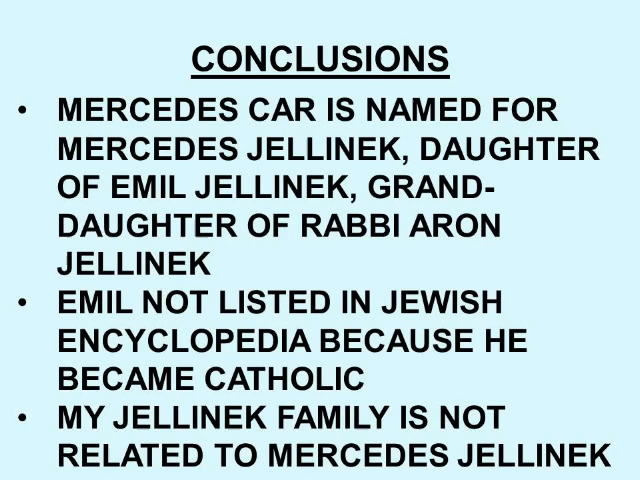 CONCLUSIONS
• MERCEDES CAR IS NAMED FOR
MERCEDES JELLINEK, DAUGHTER
OF EMIL JELLINEK, GRAND-
DAUGHTER OF RABBI ARON
JELLINEK
• EMIL NOT LISTED IN JEWISH
ENCYCLOPEDIA BECAUSE HE
BECAME CATHOLIC
• MY JELLINEK FAMILY IS NOT
RELATED TO MERCEDES JELLINEK